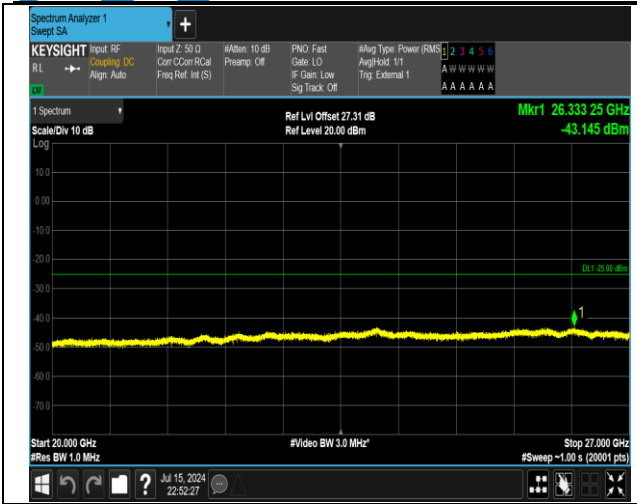 Spectrum Analyzer 1
Swept SA
+
KEYSIGHT
RL
LNI
Input: RF
Coupling: DC
Align: Auto
Input Z: 50 Ω
Corr CCorr RCal
Freq Ref: Int (S)
#Atten: 10 dB
Preamp: Off
PNO: Fast
Gate: LO
IF Gain: Low
Sig Track: Off
#Avg Type: Power (RMS
Avg|Hold: 1/1
Trig: External 1
1 2 3 4 5 6
A W W W W W
A A A A A A
1 Spectrum
Scale/Div 10 dB
Ref Lvl Offset 27.31 dB
Ref Level 20.00 dBm
Mkr1 26.333 25 GHz
-43.145 dBm
Log
10.0
0.00
-10.0
-20.0
DL1 -25.00 dBm
-30.0
-40.0
1
-50.0
-60.0
-70.0
Start 20.000 GHz
#Video BW 3.0 MHz*
Stop 27.000 GHz
#Res BW 1.0 MHz
#Sweep ~1.00 s (20001 pts)
?
Jul 15, 2024
22:52:27